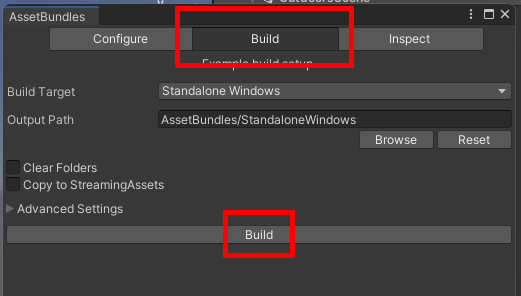 AssetBundles
Configure
Build
Inspect
Example build setup
Build Target
Standalone Windows
Output Path
AssetBundles/StandaloneWindows
Browse
Reset
Clear Folders
Copy to StreamingAssets
Advanced Settings
Build